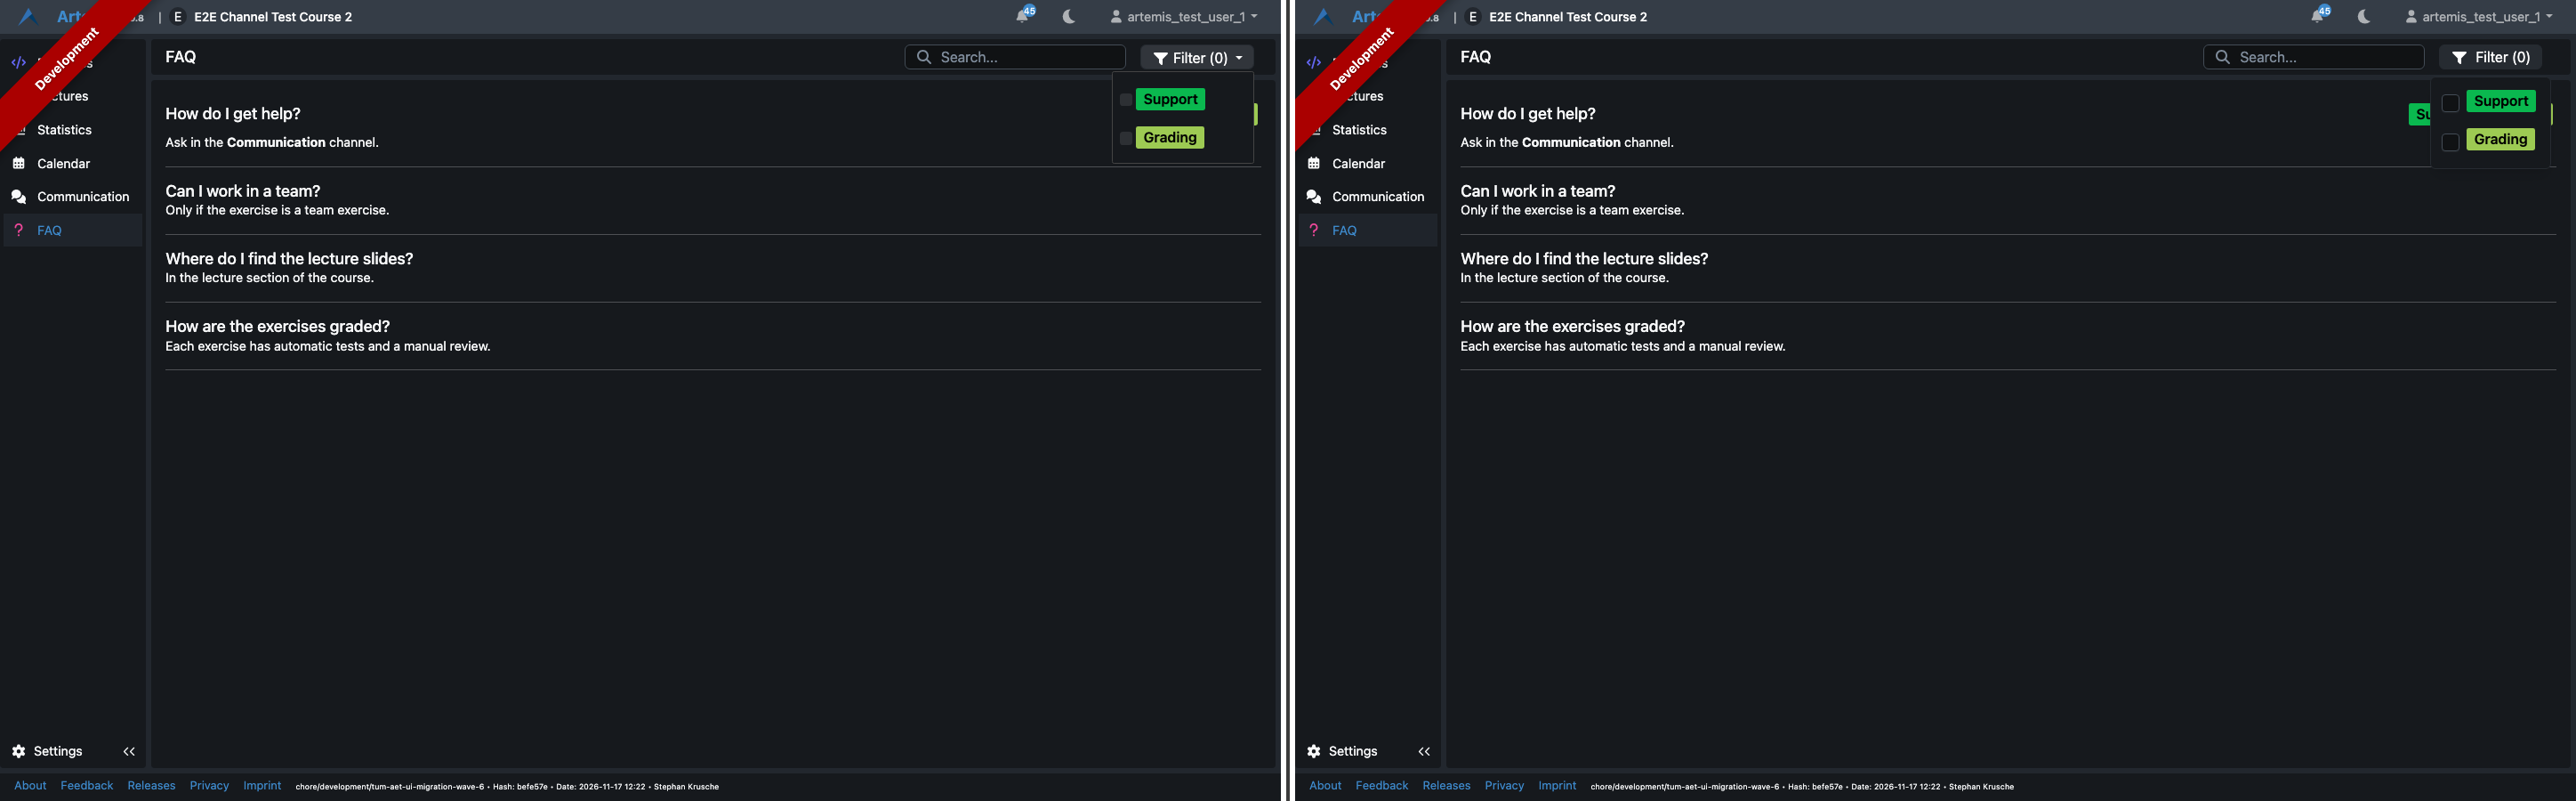 E E2E Channel Test Course 2
45
artemis_test_user_1
Development
FAQ
Search...
Filter (0)
Support
Grading
Statistics
Calendar
Communication
FAQ
How do I get help?
Ask in the Communication channel.
Can I work in a team?
Only if the exercise is a team exercise.
Where do I find the lecture slides?
In the lecture section of the course.
How are the exercises graded?
Each exercise has automatic tests and a manual review.
Settings
About Feedback Releases Privacy Imprint chore/development/tum-aet-ui-migration-wave-6 • Hash: befe57e • Date: 2026-11-17 12:22 • Stephan Krusche
E E2E Channel Test Course 2
45
artemis_test_user_1
Development
FAQ
Search...
Filter (0)
Support
Grading
Statistics
Calendar
Communication
FAQ
How do I get help?
Ask in the Communication channel.
Can I work in a team?
Only if the exercise is a team exercise.
Where do I find the lecture slides?
In the lecture section of the course.
How are the exercises graded?
Each exercise has automatic tests and a manual review.
Settings
About Feedback Releases Privacy Imprint chore/development/tum-aet-ui-migration-wave-6 • Hash: befe57e • Date: 2026-11-17 12:22 • Stephan Krusche